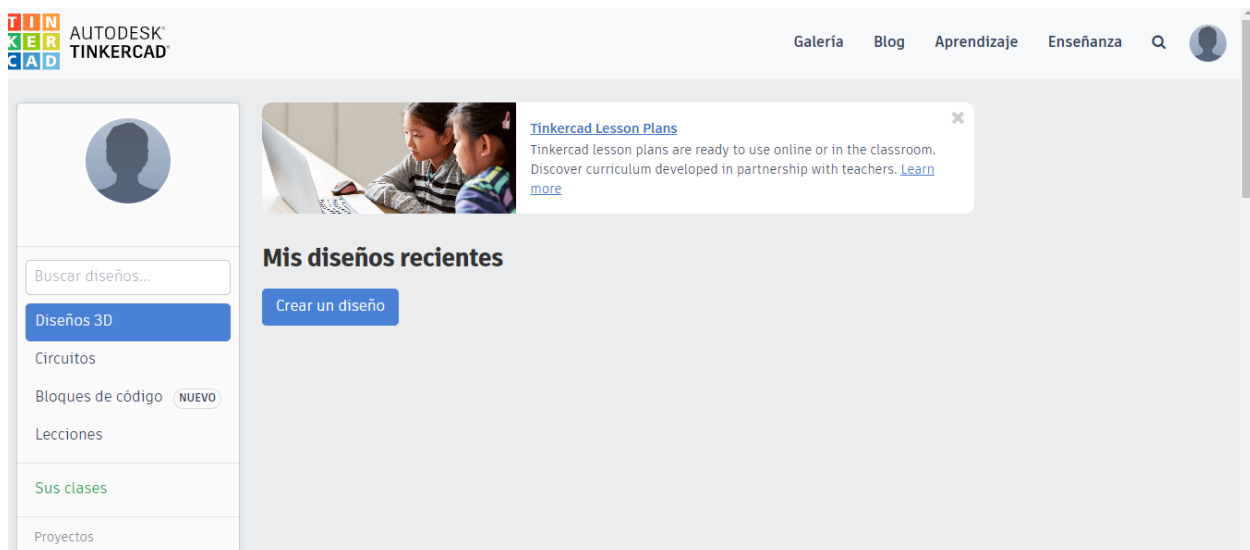 TIN
KER
CAD
AUTODESK®
TINKERCAD®
Galería Blog Aprendizaje Enseñanza
Tinkercad Lesson Plans
Tinkercad lesson plans are ready to use online or in the classroom.
Discover curriculum developed in partnership with teachers. Learn
more
Mis diseños recientes
Buscar diseños...
Crear un diseño
Diseños 3D
Circuitos
Bloques de código NUEVO
Lecciones
Sus clases
Proyectos